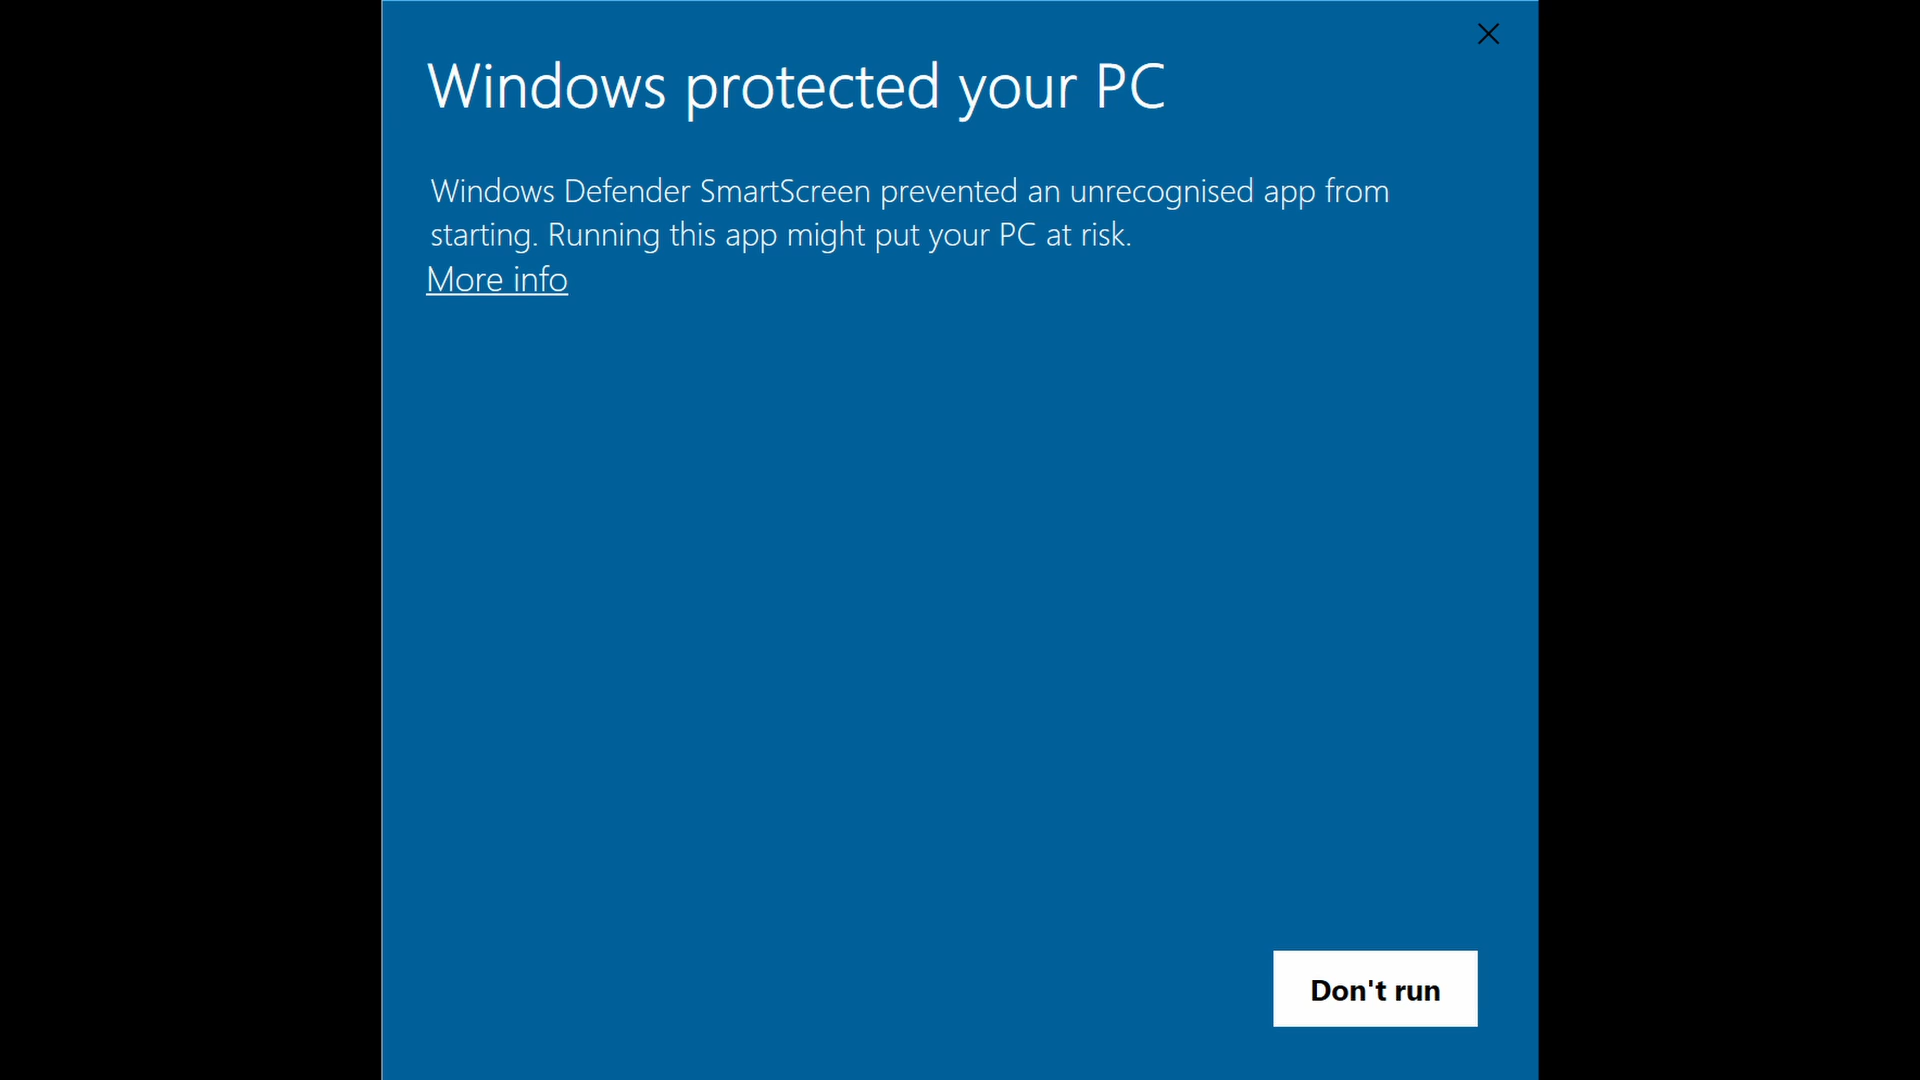 Windows protected your PC
Windows Defender SmartScreen prevented an unrecognised app from
starting. Running this app might put your PC at risk.
More info
Don't run